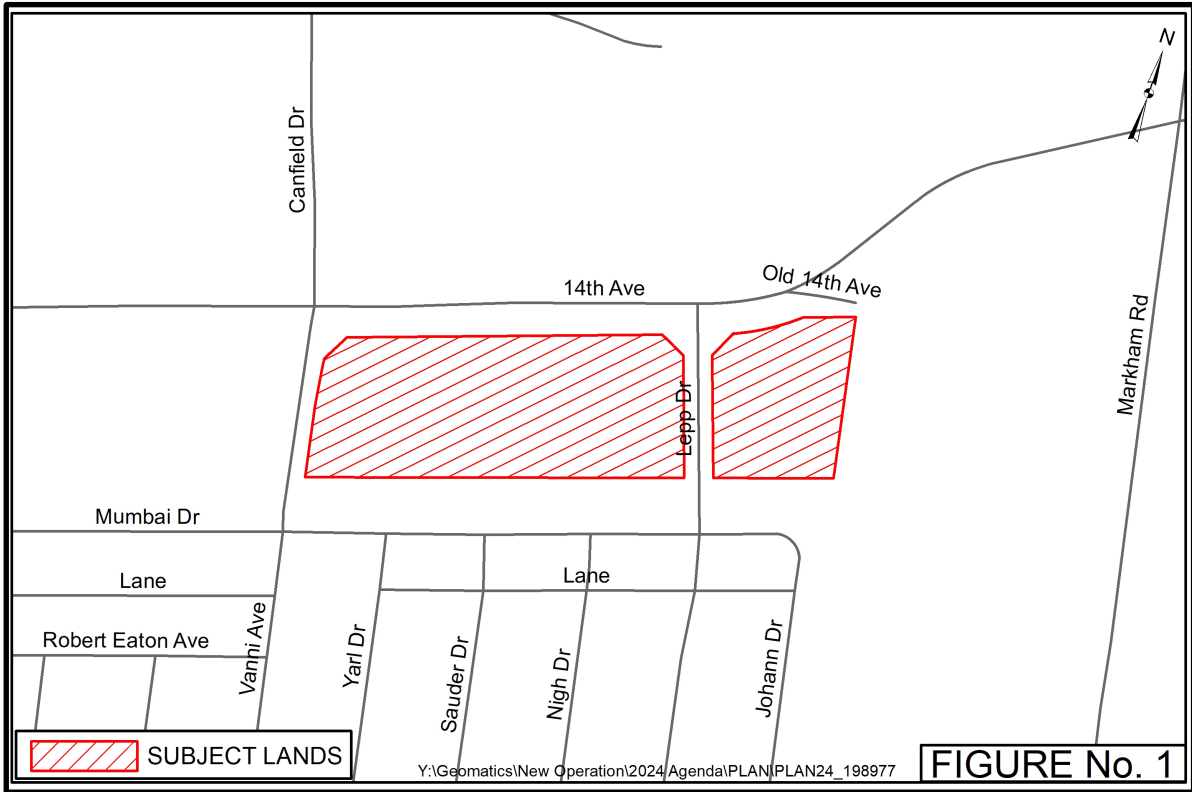 N
Canfield Dr
14th Ave
Old 14th Ave
Markham Rd
Lepp Dr
Mumbai Dr
Lane
Lane
Robert Eaton Ave
Vanni Ave
Yarl Dr
Sauder Dr
Nigh Dr
Johann Dr
SUBJECT LANDS
Y:\Geomatics\New Operation\2024 Agenda\PLAN\PLAN24_198977
FIGURE No. 1